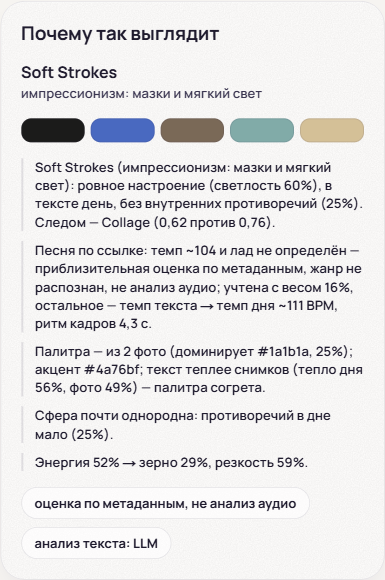 Почему так выглядит
Soft Strokes
импрессионизм: мазки и мягкий свет
Soft Strokes (импрессионизм: мазки и мягкий
свет): ровное настроение (светлость 60%), в
тексте день, без внутренних противоречий (25%).
Следом — Collage (0,62 против 0,76).
Песня по ссылке: темп ~104 и лад не определён —
приблизительная оценка по метаданным, жанр не
распознан, не анализ аудио; учтена с весом 16%,
остальное — темп текста → темп дня ~111 BPM,
ритм кадров 4,3 с.
Палитра — из 2 фото (доминирует #1a1b1a, 25%);
акцент #4a76bf; текст теплее снимков (тепло дня
56%, фото 49%) — палитра согрета.
Сфера почти однородна: противоречий в дне
мало (25%).
Энергия 52% → зерно 29%, резкость 59%.
оценка по метаданным, не анализ аудио
анализ текста: LLM